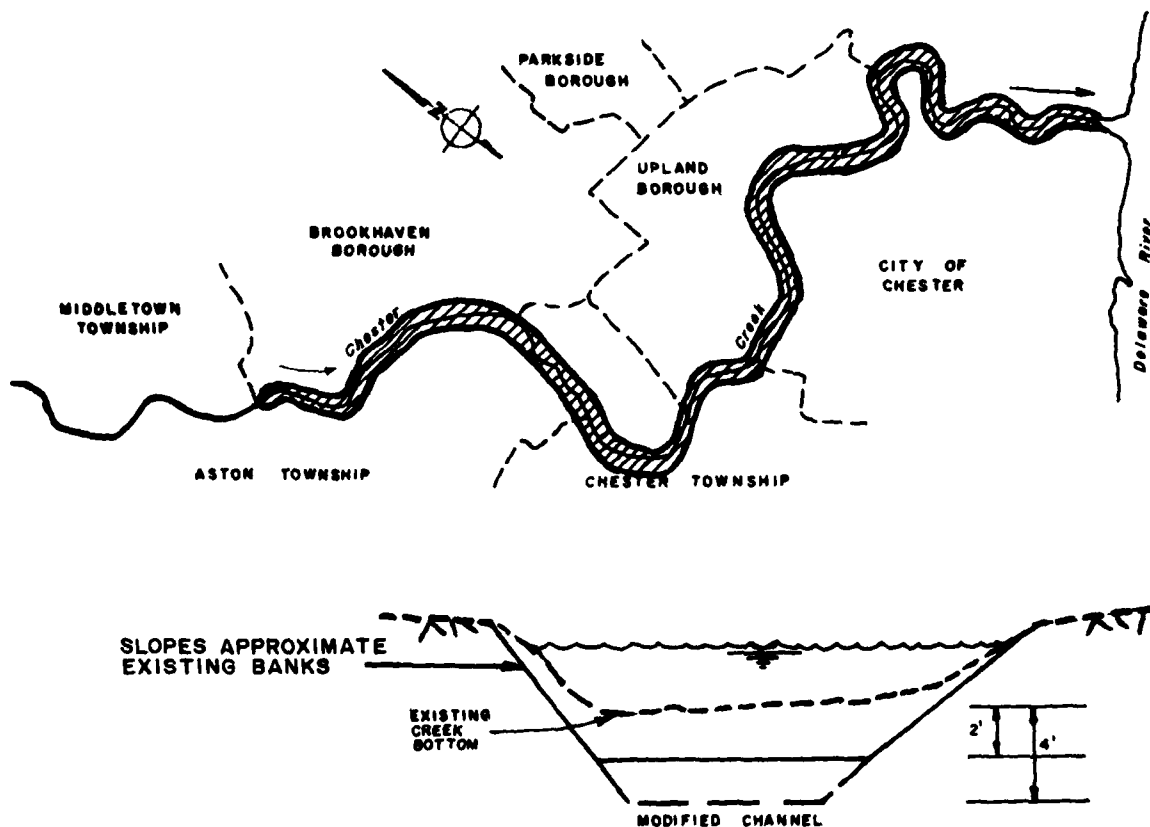 PARKSIDE
BOROUGH
N
UPLAND
BOROUGH
BROOKHAVEN
BOROUGH
CITY OF
CHESTER
Delaware River
MIDDLETOWN
TOWNSHIP
Chester
Creek
ASTON TOWNSHIP
CHESTER TOWNSHIP
SLOPES APPROXIMATE
EXISTING BANKS
EXISTING
CREEK
BOTTOM
2'
4'
MODIFIED CHANNEL